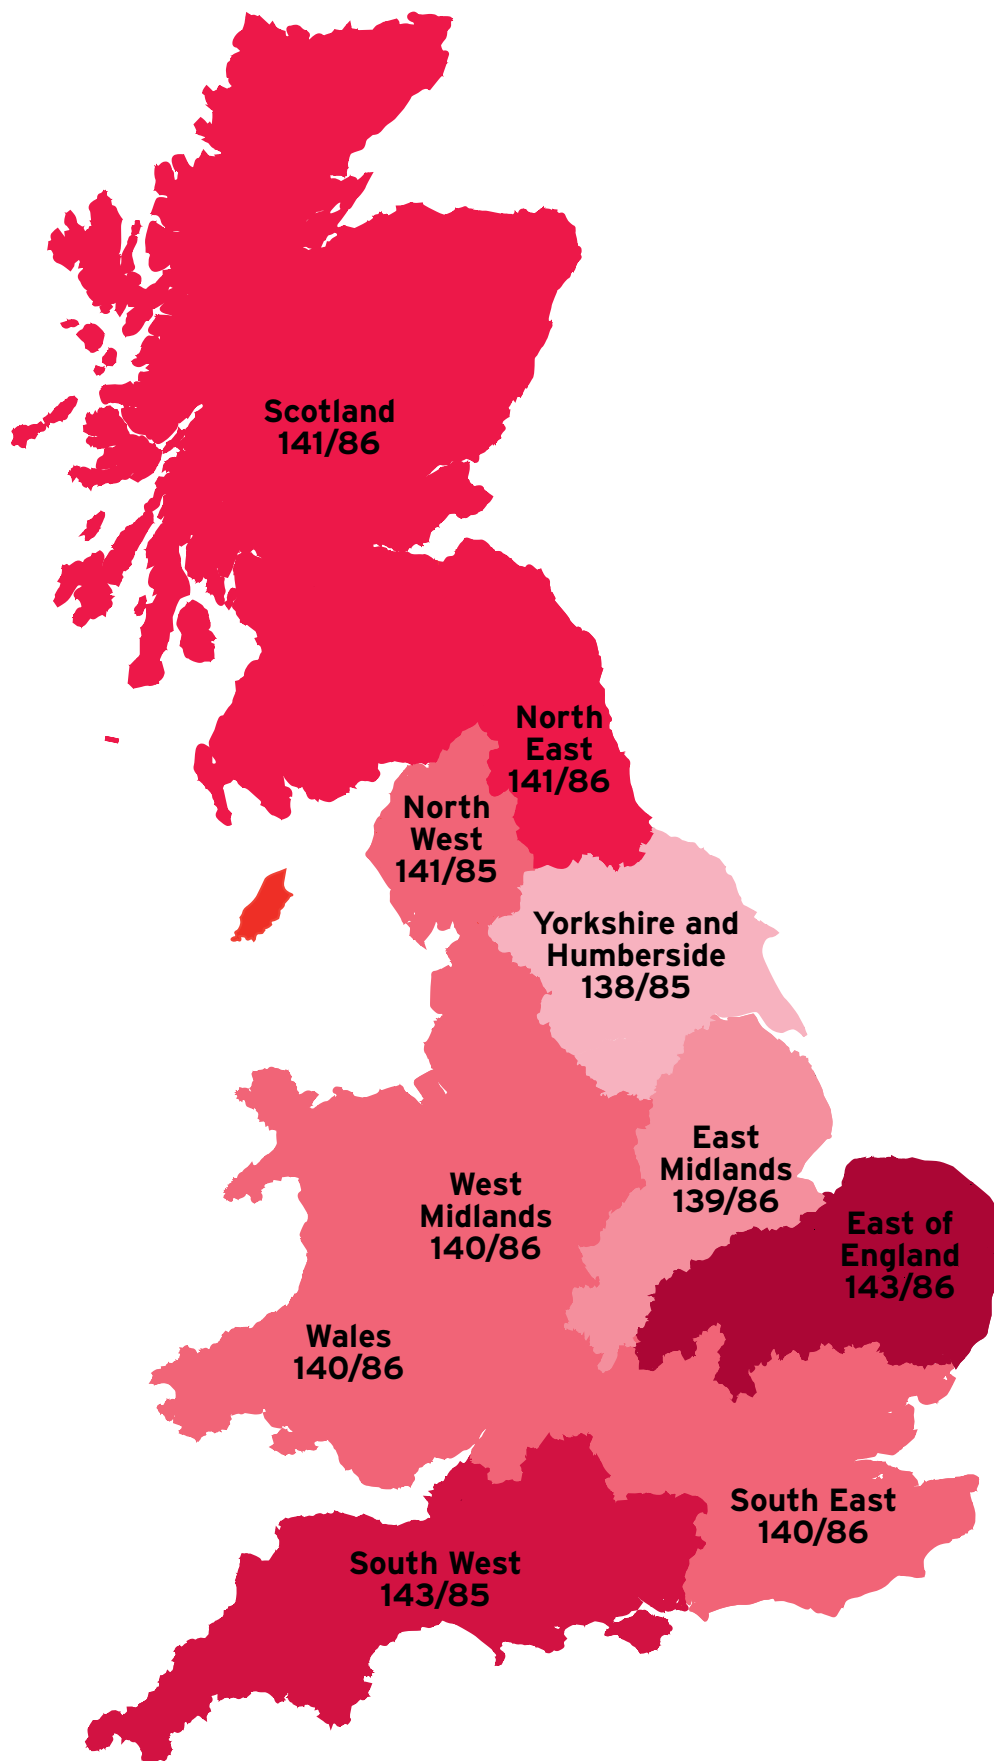 Scotland
141/86
North
East
141/86
North
West
141/85
Yorkshire and
Humberside
138/85
East
Midlands
139/86
West
Midlands
140/86
East of
England
143/86
Wales
140/86
South East
140/86
South West
143/85